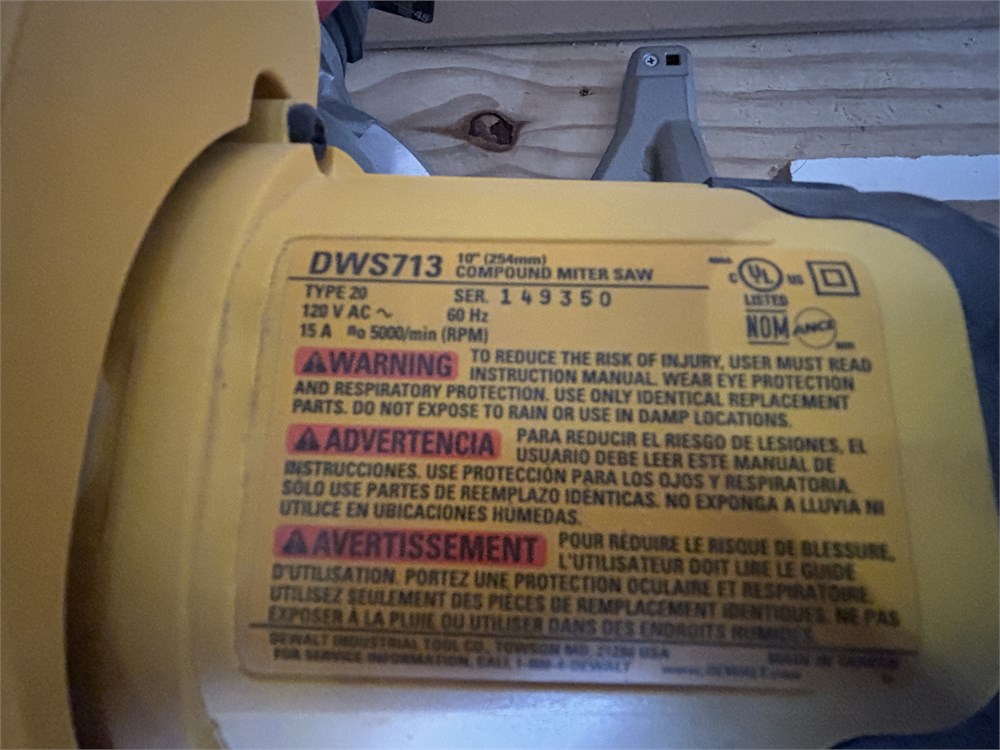 45
DWS713 10" (254mm)
COMPOUND MITER SAW
TYPE 20 SER. 149350
120 V AC ~ 60 Hz
15 A no 5000/min (RPM)
C UL US
LISTED
NOM ANCE
⚠WARNING TO REDUCE THE RISK OF INJURY, USER MUST READ
INSTRUCTION MANUAL. WEAR EYE PROTECTION
AND RESPIRATORY PROTECTION. USE ONLY IDENTICAL REPLACEMENT
PARTS. DO NOT EXPOSE TO RAIN OR USE IN DAMP LOCATIONS.
⚠ADVERTENCIA PARA REDUCIR EL RIESGO DE LESIONES, EL
USUARIO DEBE LEER ESTE MANUAL DE
INSTRUCCIONES. USE PROTECCIÓN PARA LOS OJOS Y RESPIRATORIA.
SÓLO USE PARTES DE REEMPLAZO IDÉNTICAS. NO EXPONGA A LLUVIA NI
UTILICE EN UBICACIONES HÚMEDAS.
⚠AVERTISSEMENT POUR RÉDUIRE LE RISQUE DE BLESSURE,
L'UTILISATEUR DOIT LIRE LE GUIDE
D'UTILISATION. PORTEZ UNE PROTECTION OCULAIRE ET RESPIRATOIRE.
UTILISEZ SEULEMENT DES PIÈCES DE REMPLACEMENT IDENTIQUES. NE PAS
EXPOSER À LA PLUIE OU UTILISER DANS DES ENDROITS HUMIDES.
DEWALT INDUSTRIAL TOOL CO., TOWSON MD, 21286 USA
FOR SERVICE INFORMATION, CALL 1-800-4-DEWALT MADE IN